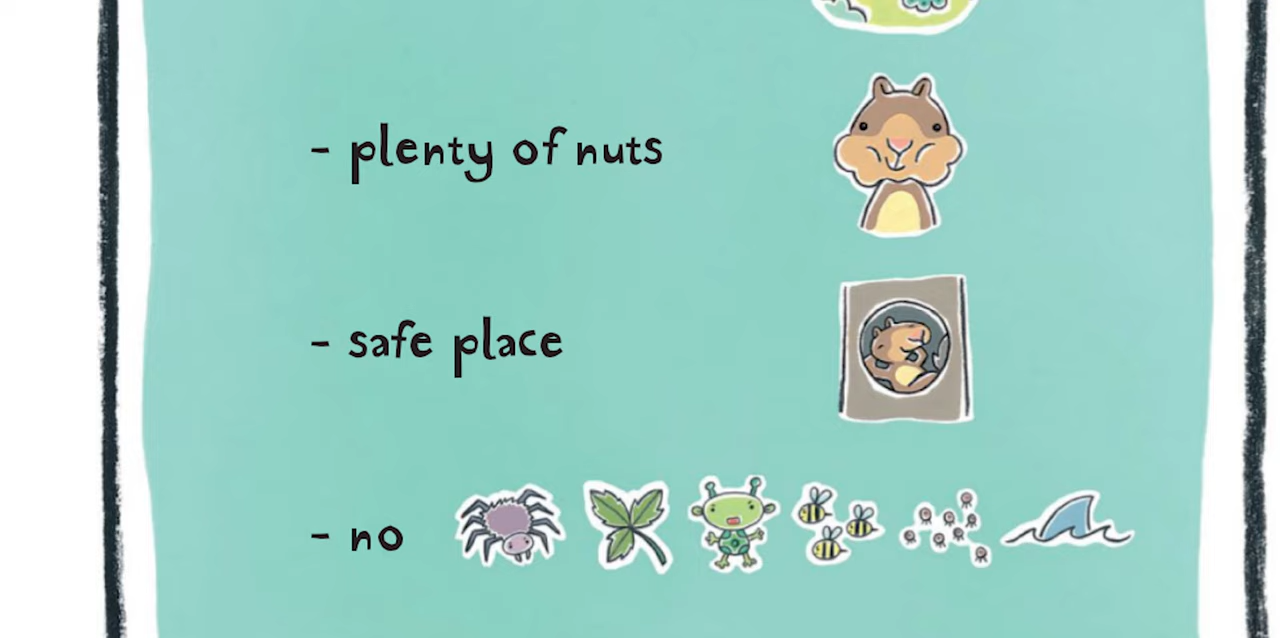 - plenty of nuts
- safe place
- no